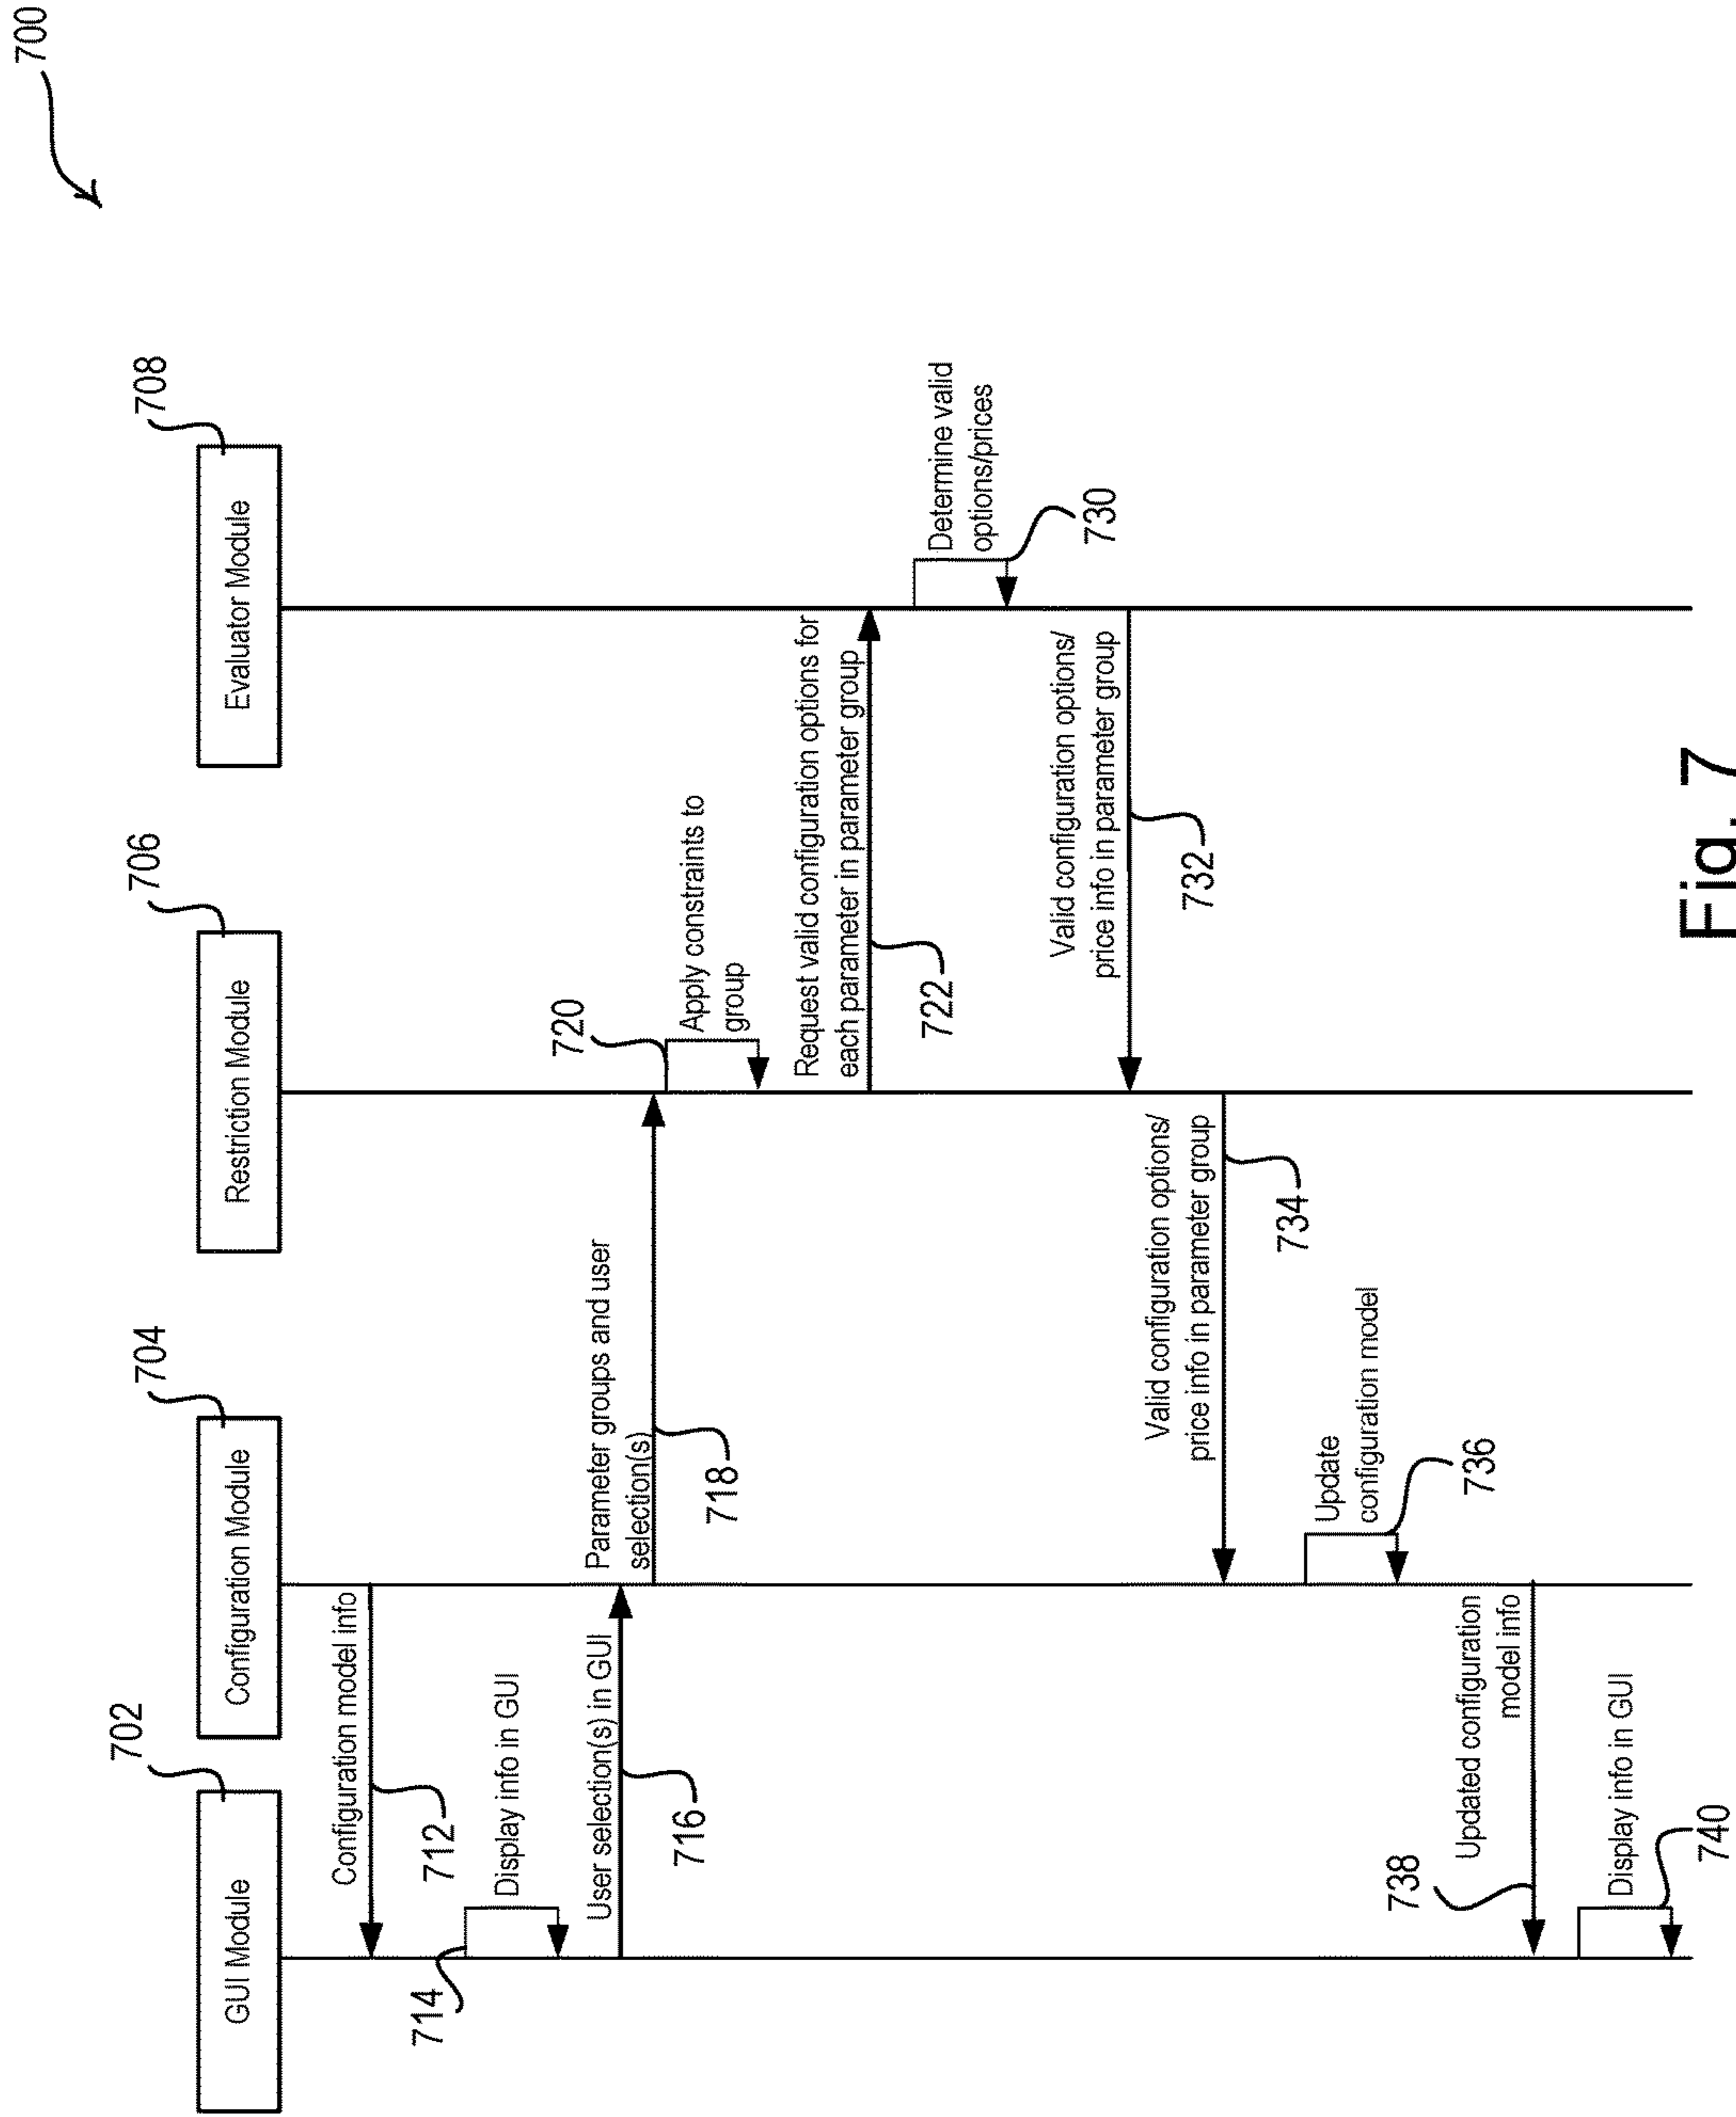 700
702
704
706
708
GUI Module
Configuration Module
Restriction Module
Evaluator Module
Configuration model info
712
714
Display info in GUI
User selection(s) in GUI
716
Parameter groups and user
selection(s)
718
720
Apply constraints to
group
Request valid configuration options for
each parameter in parameter group
722
Determine valid
options/prices
730
Valid configuration options/
price info in parameter group
732
Valid configuration options/
price info in parameter group
734
Update
configuration model
736
Updated configuration
model info
738
Display info in GUI
740
Fig. 7